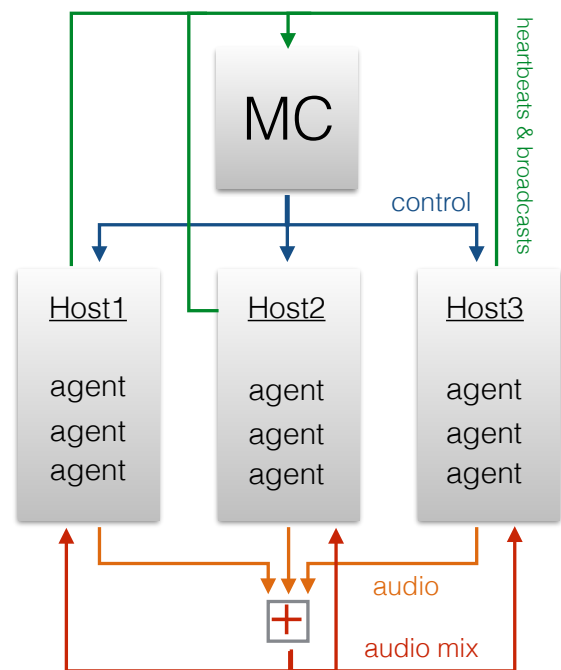 heartbeats & broadcasts
MC
control
Host1
agent
agent
agent
Host2
agent
agent
agent
Host3
agent
agent
agent
audio
+
audio mix